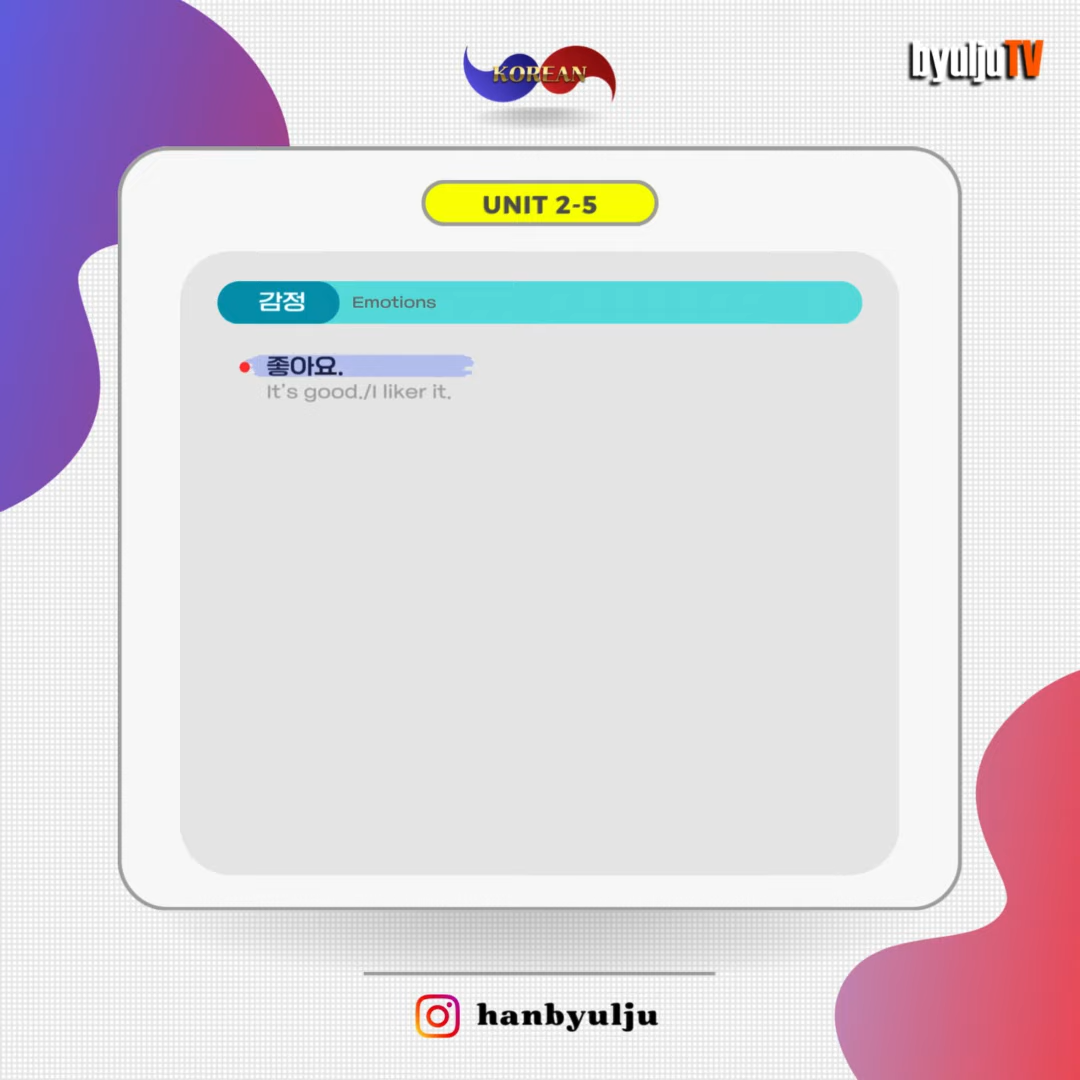 KOREAN
byuljuTV
UNIT 2-5
감정 Emotions
좋아요.
It's good./I liker it.
hanbyulju